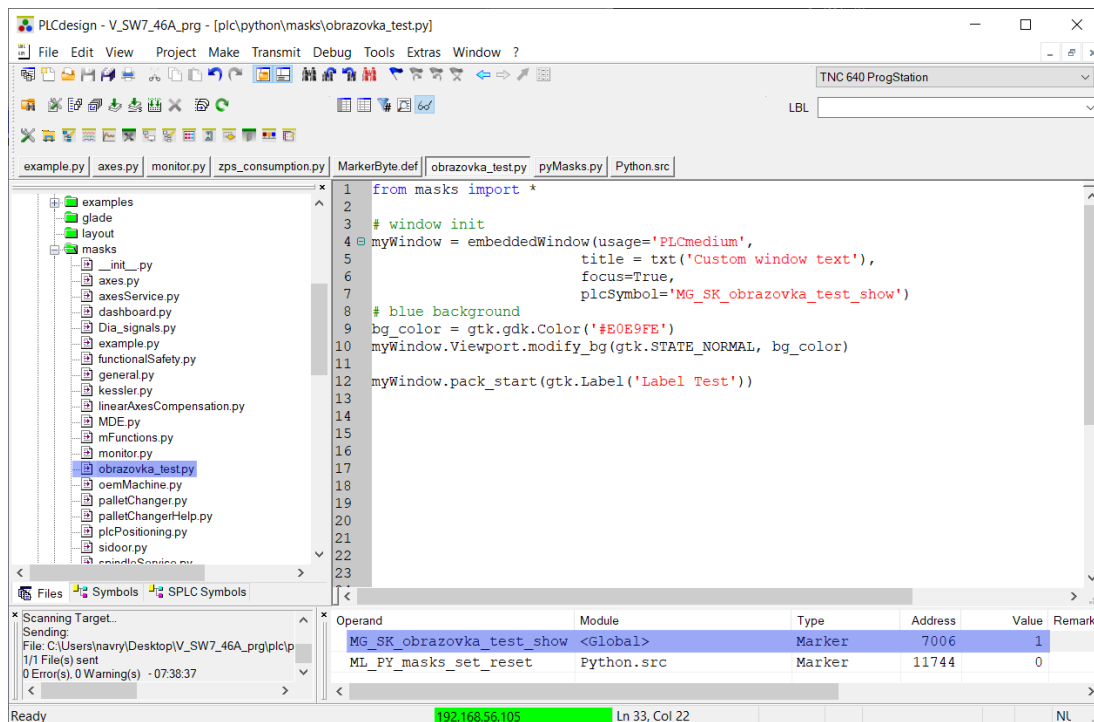 PLCdesign - V_SW7_46A_prg - [plc\python\masks\obrazovka_test.py]
File Edit View Project Make Transmit Debug Tools Extras Window ?
TNC 640 ProgStation
LBL
example.py axes.py monitor.py zps_consumption.py MarkerByte.def obrazovka_test.py pyMasks.py Python.src
examples
glade
layout
masks
__init__.py
axes.py
axesService.py
dashboard.py
Dia_signals.py
example.py
functionalSafety.py
general.py
kessler.py
linearAxesCompensation.py
MDE.py
mFunctions.py
monitor.py
obrazovka_test.py
oemMachine.py
palletChanger.py
palletChangerHelp.py
plcPositioning.py
sidoor.py
spindleService.py
Files Symbols SPLC Symbols
1 from masks import *
2
3 # window init
4 myWindow = embeddedWindow(usage='PLCmedium',
5 title = txt('Custom window text'),
6 focus=True,
7 plcSymbol='MG_SK_obrazovka_test_show')
8 # blue background
9 bg_color = gtk.gdk.Color('#E0E9FE')
10 myWindow.Viewport.modify_bg(gtk.STATE_NORMAL, bg_color)
11
12 myWindow.pack_start(gtk.Label('Label Test'))
13
14
15
16
17
18
19
20
21
22
23
Scanning Target...
Sending:
File: C:\Users\navry\Desktop\V_SW7_46A_prg\plc\p
1/1 File(s) sent
0 Error(s), 0 Warning(s) - 07:38:37
Operand Module Type Address Value Remark
MG_SK_obrazovka_test_show <Global> Marker 7006 1
ML_PY_masks_set_reset Python.src Marker 11744 0
Ready 192.168.56.105 Ln 33, Col 22 NU